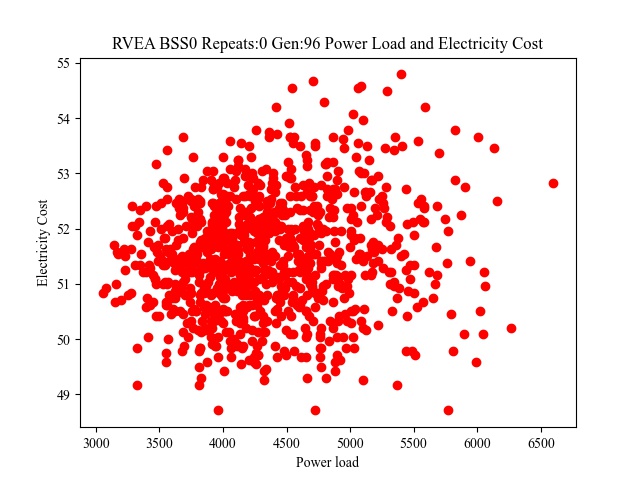 RVEA BSS0 Repeats:0 Gen:96 Power Load and Electricity Cost
55
54
53
52
51
50
49
Electricity Cost
3000 3500 4000 4500 5000 5500 6000 6500
Power load